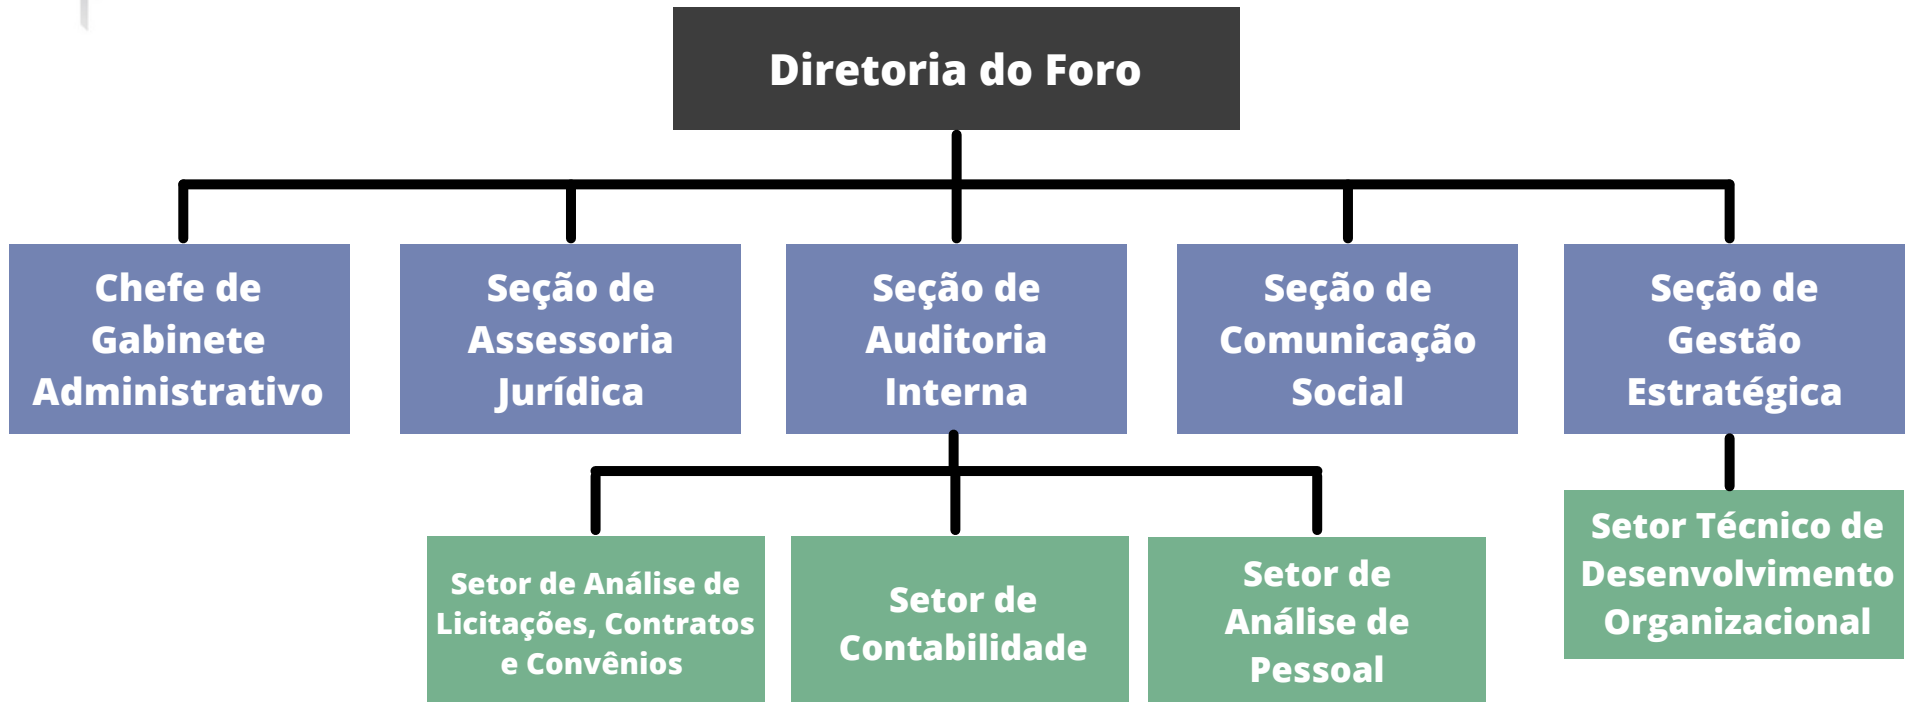 Diretoria do Foro
Chefe de
Gabinete
Administrativo
Seção de
Assessoria
Jurídica
Seção de
Auditoria
Interna
Seção de
Comunicação
Social
Seção de
Gestão
Estratégica
Setor de Análise de
Licitações, Contratos
e Convênios
Setor de
Contabilidade
Setor de
Análise de
Pessoal
Setor Técnico de
Desenvolvimento
Organizacional